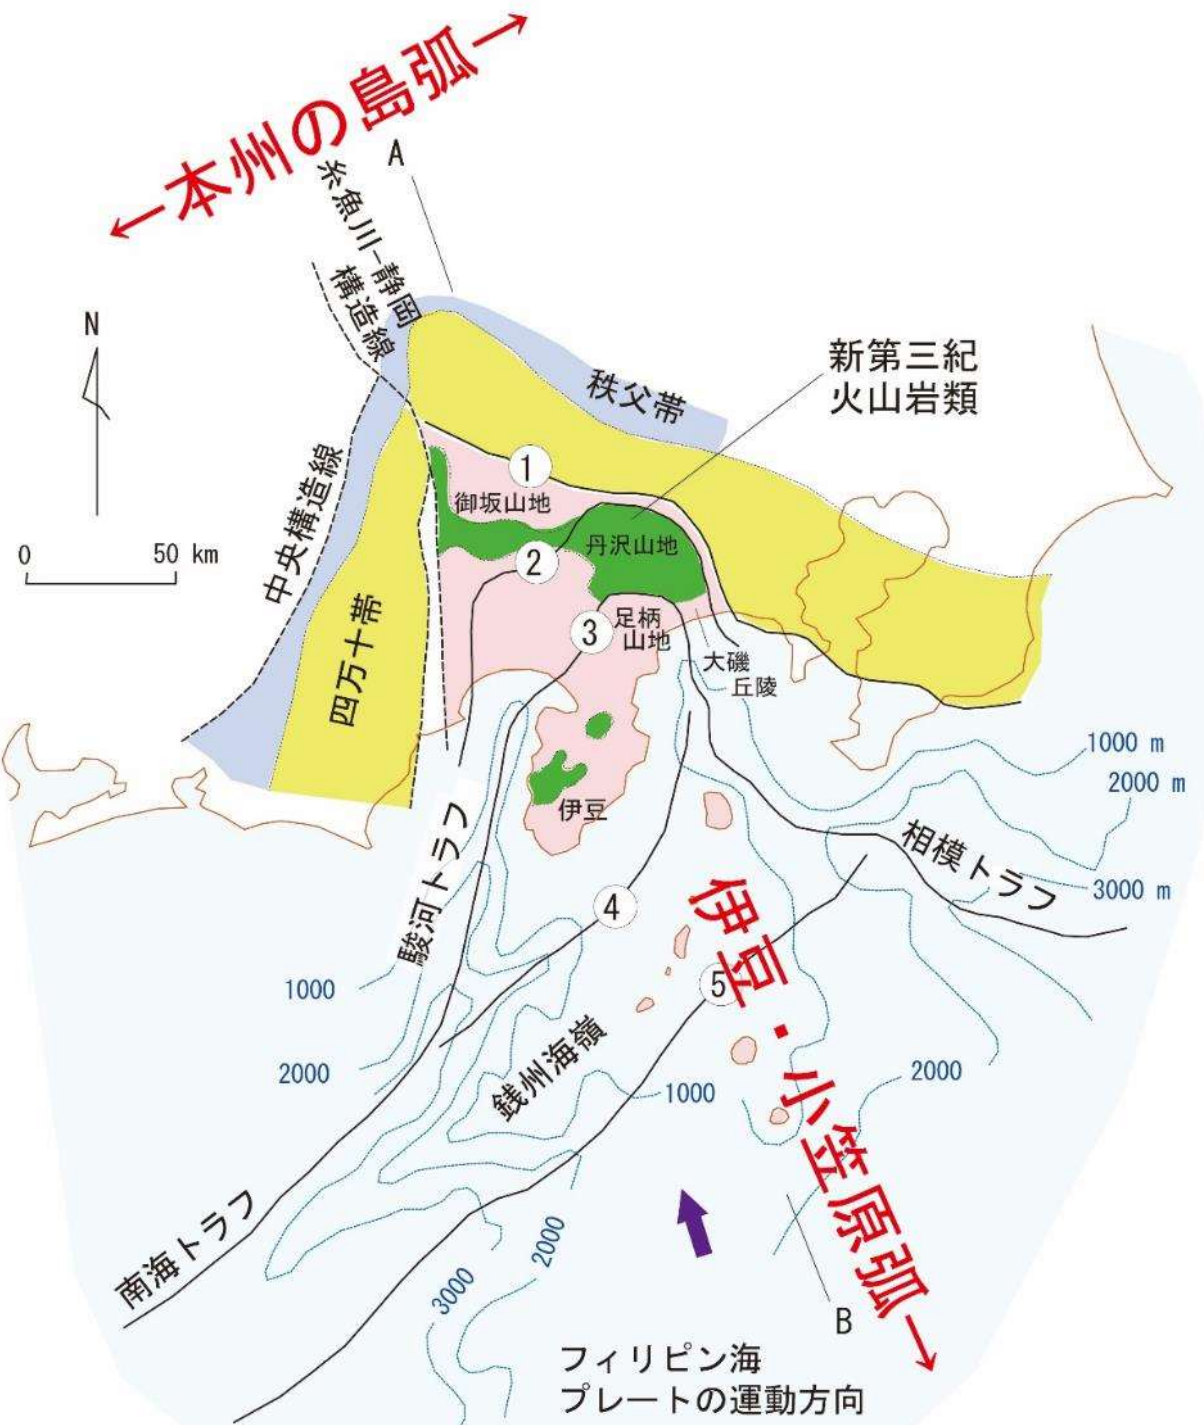 ←本州の島弧→
A
糸魚川-静岡
構造線
N
新第三紀
火山岩類
秩父帯
中央構造線
1
御坂山地
0 50 km
丹沢山地
2
四万十帯
3
足柄
山地
大磯
丘陵
1000 m
2000 m
伊豆
駿河トラフ
相模トラフ
3000 m
4
伊豆・小笠原弧→
5
1000
2000
銭州海嶺
1000
2000
南海トラフ
2000
3000
B
フィリピン海
プレートの運動方向